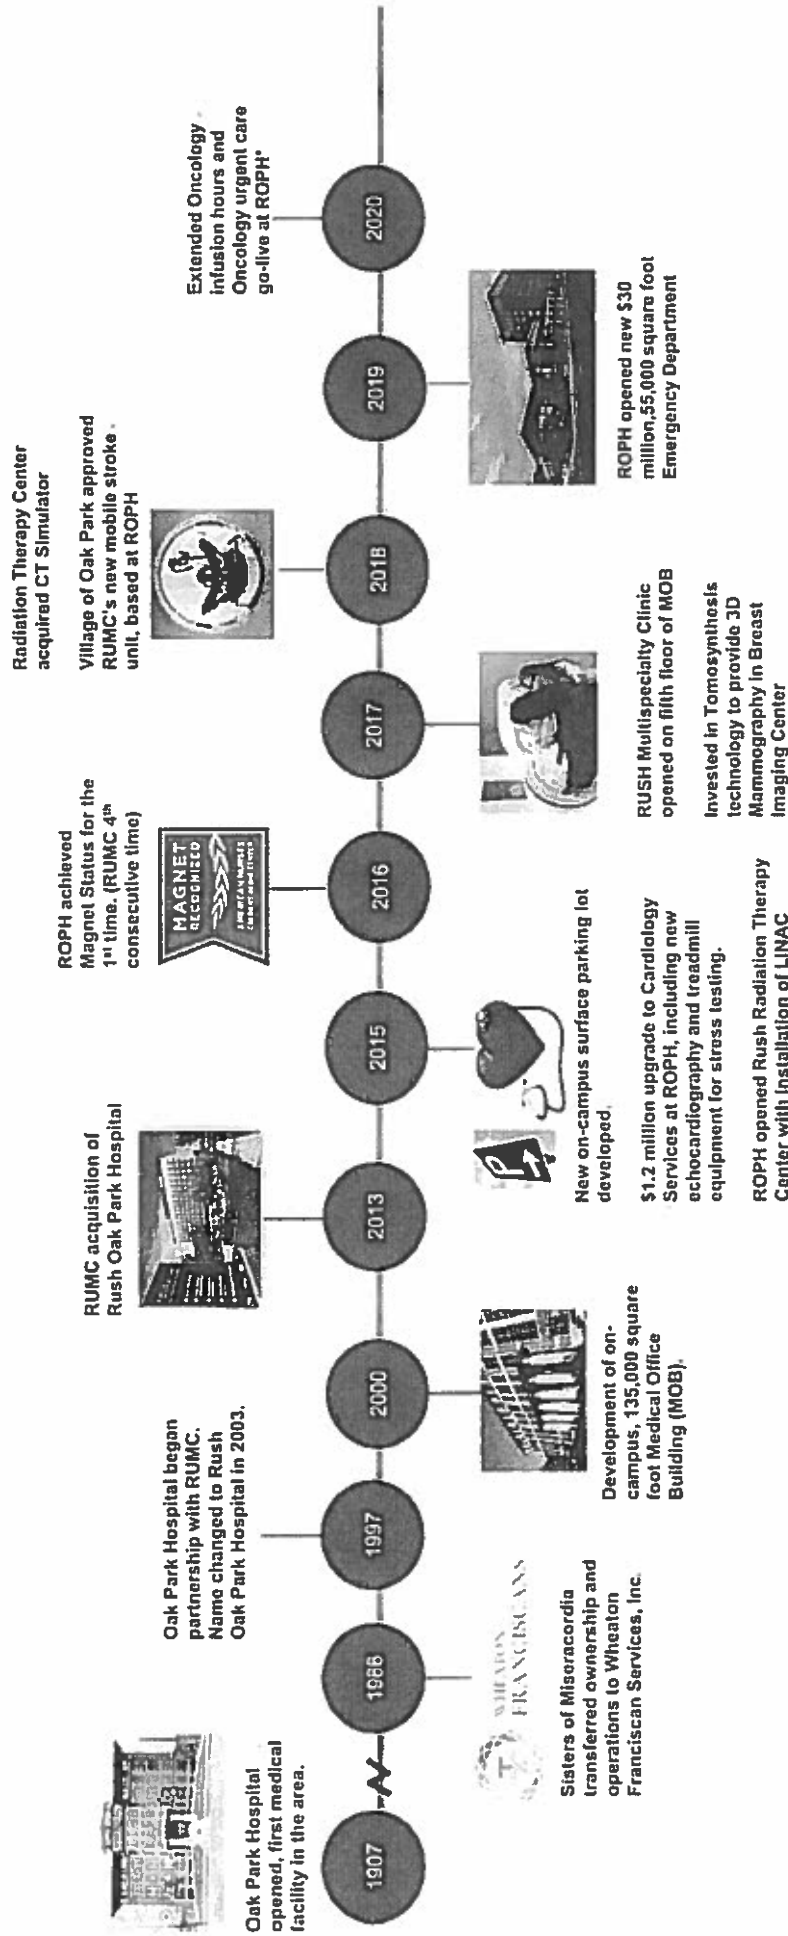 Oak Park Hospital
opened, first medical
facility in the area.
1907
1986
WHEATON
FRANCISCANS
Sisters of Miseracordia
transferred ownership and
operations to Wheaton
Franciscan Services, Inc.
Oak Park Hospital began
partnership with RUMC.
Name changed to Rush
Oak Park Hospital in 2003.
1997
2000
Development of on-
campus, 135,000 square
foot Medical Office
Building (MOB).
RUMC acquisition of
Rush Oak Park Hospital
2013
2015
P
New on-campus surface parking lot
developed.
$1.2 million upgrade to Cardiology
Services at ROPH, including new
echocardiography and treadmill
equipment for stress testing.
ROPH opened Rush Radiation Therapy
Center with Installation of LINAC
ROPH achieved
Magnet Status for the
1st time. (RUMC 4th
consecutive time)
MAGNET
RECOGNIZED
AMERICAN NURSES
CREDENTIALING CENTER
2016
2017
RUSH Multispecialty Clinic
opened on fifth floor of MOB
Invested in Tomosynthesis
technology to provide 3D
Mammography in Breast
Imaging Center
Radiation Therapy Center
acquired CT Simulator
Village of Oak Park approved
RUMC's new mobile stroke
unit, based at ROPH
2018
2019
ROPH opened new $30
million,55,000 square foot
Emergency Department
Extended Oncology
infusion hours and
Oncology urgent care
go-live at ROPH*
2020